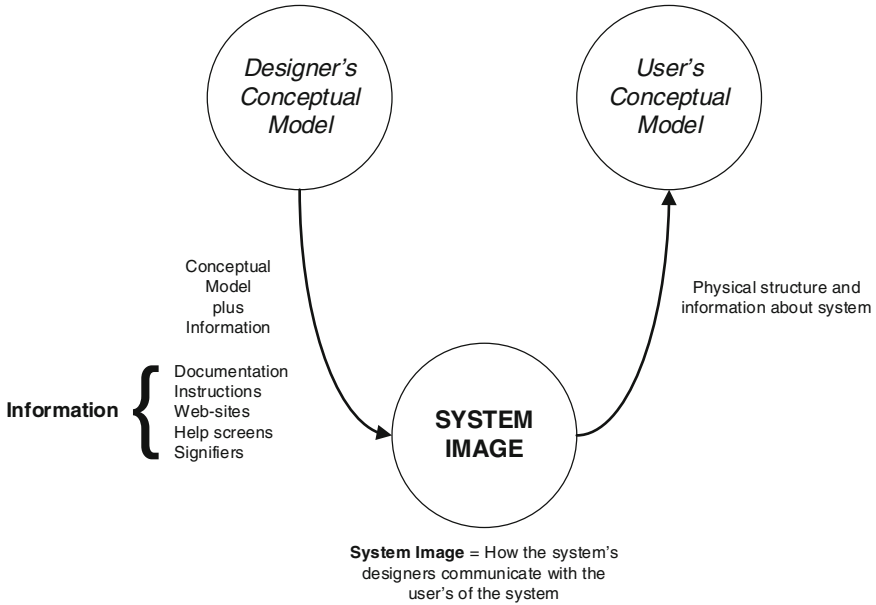 Designer's
Conceptual
Model
User's
Conceptual
Model
Conceptual
Model
plus
Information
Physical structure and
information about system
Information
Documentation
Instructions
Web-sites
Help screens
Signifiers
SYSTEM
IMAGE
System Image = How the system's
designers communicate with the
user's of the system